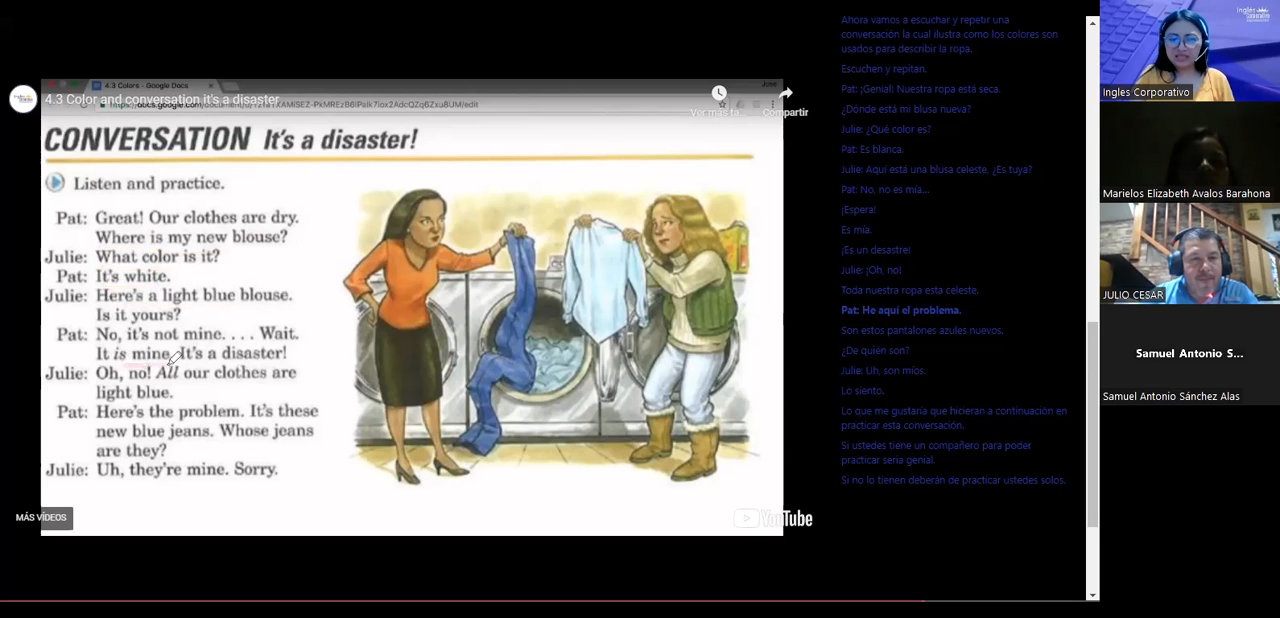 4.3 Colors - Google Docs
4.3 Color and conversation it's a disaster
Ver más ta...
Compartir
CONVERSATION It's a disaster!
Listen and practice.
Pat: Great! Our clothes are dry.
Where is my new blouse?
Julie: What color is it?
Pat: It's white.
Julie: Here's a light blue blouse.
Is it yours?
Pat: No, it's not mine. . . . Wait.
It is mine. It's a disaster!
Julie: Oh, no! All our clothes are
light blue.
Pat: Here's the problem. It's these
new blue jeans. Whose jeans
are they?
Julie: Uh, they're mine. Sorry.
MÁS VÍDEOS
YouTube
Ahora vamos a escuchar y repetir una
conversación la cual ilustra como los colores son
usados para describir la ropa.
Escuchen y repitan.
Pat: ¡Genial! Nuestra ropa está seca.
¿Dónde está mi blusa nueva?
Julie: ¿Qué color es?
Pat: Es blanca.
Julie: Aquí está una blusa celeste, ¿Es tuya?
Pat: No, no es mía...
¡Espera!
Es mía.
¡Es un desastre!
Julie: ¡Oh, no!
Toda nuestra ropa esta celeste.
Pat: He aquí el problema.
Son estos pantalones azules nuevos.
¿De quién son?
Julie: Uh, son míos.
Lo siento.
Lo que me gustaría que hicieran a continuación en
practicar esta conversación.
Si ustedes tiene un compañero para poder
practicar sería genial.
Si no lo tienen deberán de practicar ustedes solos.
Ingles Corporativo
Marielos Elizabeth Avalos Barahona
JULIO CESAR
Samuel Antonio S...
Samuel Antonio Sánchez Alas